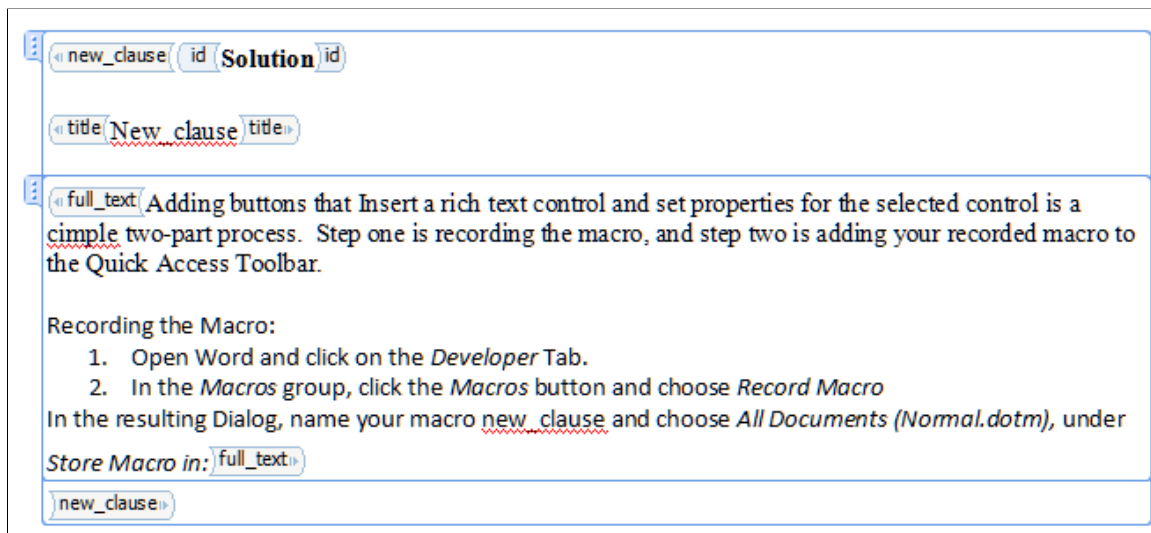 new_clause id Solution id
title New_clause title
full_text Adding buttons that Insert a rich text control and set properties for the selected control is a
cimple two-part process.  Step one is recording the macro, and step two is adding your recorded macro to
the Quick Access Toolbar.
Recording the Macro:
1. Open Word and click on the Developer Tab.
2. In the Macros group, click the Macros button and choose Record Macro
In the resulting Dialog, name your macro new_clause and choose All Documents (Normal.dotm), under
Store Macro in: full_text
new_clause